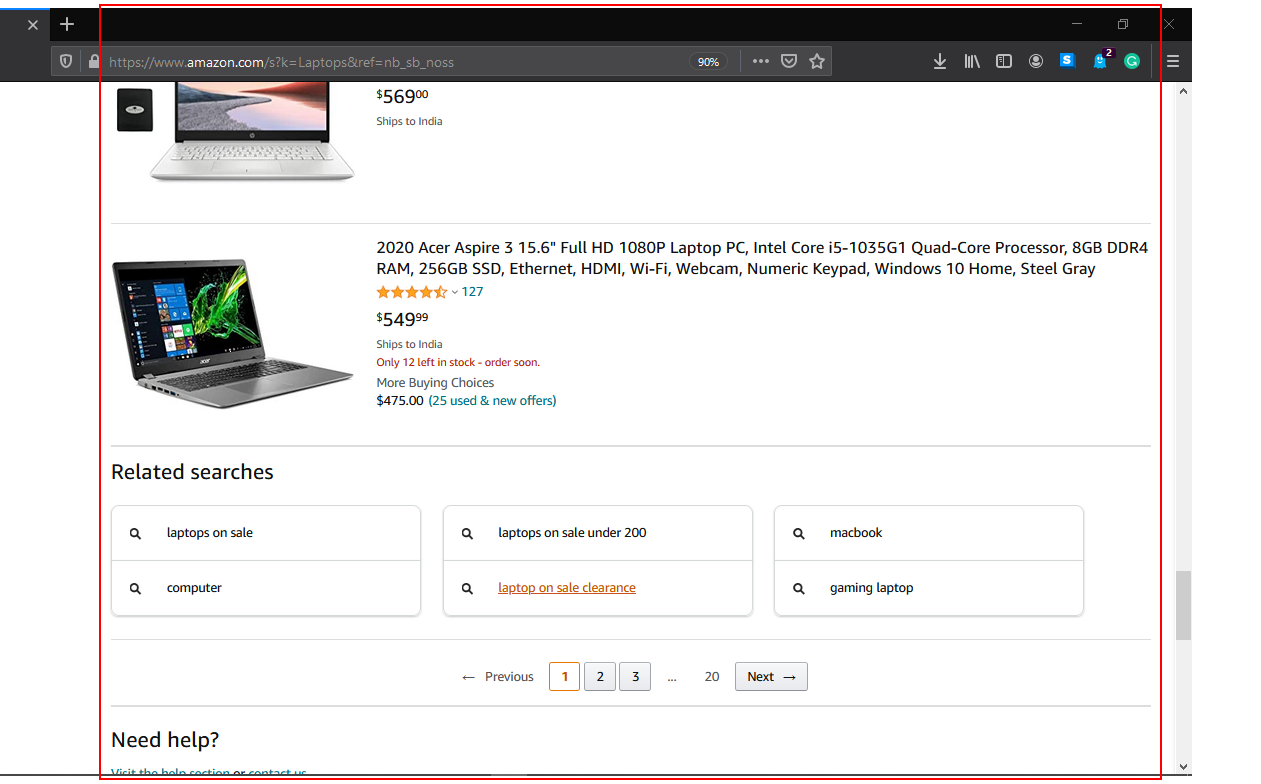 https://www.amazon.com/s?k=Laptops&ref=nb_sb_noss
90%
2
$56900
Ships to India
2020 Acer Aspire 3 15.6" Full HD 1080P Laptop PC, Intel Core i5-1035G1 Quad-Core Processor, 8GB DDR4
RAM, 256GB SSD, Ethernet, HDMI, Wi-Fi, Webcam, Numeric Keypad, Windows 10 Home, Steel Gray
127
$54999
Ships to India
Only 12 left in stock - order soon.
More Buying Choices
$475.00 (25 used & new offers)
Related searches
laptops on sale
laptops on sale under 200
macbook
computer
laptop on sale clearance
gaming laptop
← Previous 1 2 3 ... 20 Next →
Need help?
Visit the help section or contact us